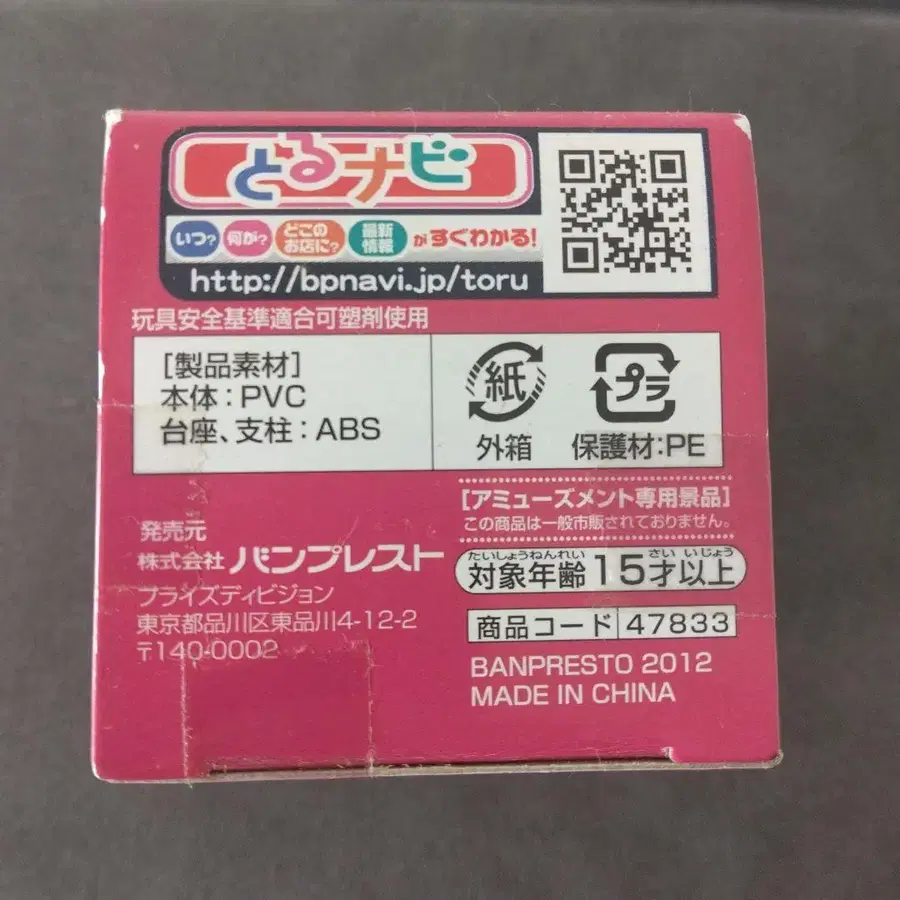 とるナビ
いつ? 何が? どこのお店に? 最新情報 がすぐわかる!
http://bpnavi.jp/toru
玩具安全基準適合可塑剤使用
[製品素材]
本体:PVC
台座、支柱:ABS
紙
外箱
プラ
保護材:PE
[アミューズメント専用景品]
この商品は一般市販されておりません。
たいしょうねんれい さい いじょう
対象年齢 15才以上
商品コード 47833
BANPRESTO 2012
MADE IN CHINA
発売元
株式会社 バンプレスト
プライズディビジョン
東京都品川区東品川4-12-2
〒140-0002